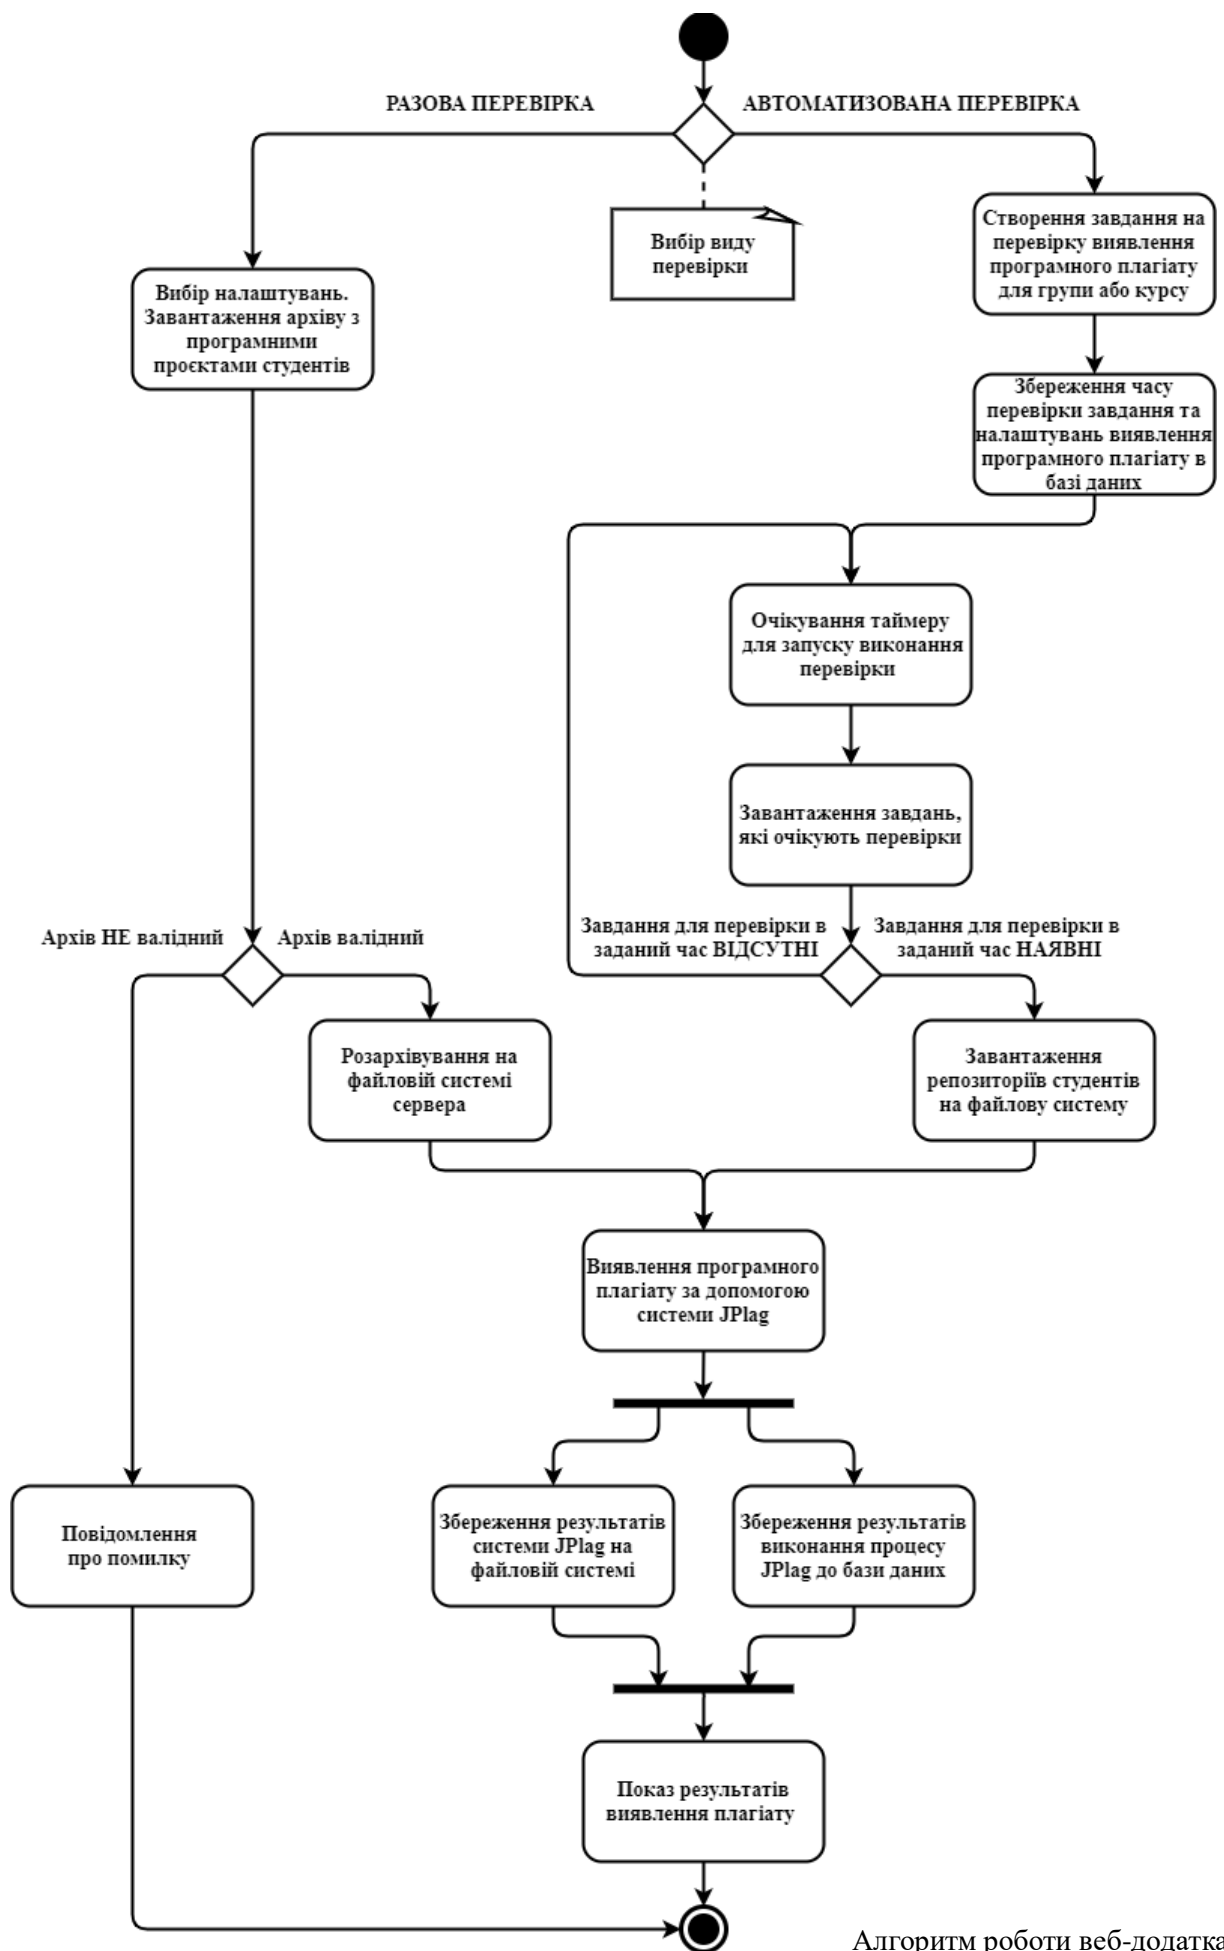 РАЗОВА ПЕРЕВІРКА
АВТОМАТИЗОВАНА ПЕРЕВІРКА
Вибір виду
перевірки
Створення завдання на
перевірку виявлення
програмного плагіату
для групи або курсу
Вибір налаштувань.
Завантаження архіву з
програмними
проєктами студентів
Збереження часу
перевірки завдання та
налаштувань виявлення
програмного плагіату в
базі даних
Очікування таймеру
для запуску виконання
перевірки
Завантаження завдань,
які очікують перевірки
Архів НЕ валідний
Архів валідний
Завдання для перевірки в
заданий час ВІДСУТНІ
Завдання для перевірки в
заданий час НАЯВНІ
Розархівування на
файловій системі
сервера
Завантаження
репозиторіїв студентів
на файлову систему
Виявлення програмного
плагіату за допомогою
системи JPlag
Повідомлення
про помилку
Збереження результатів
системи JPlag на
файловій системі
Збереження результатів
виконання процесу
JPlag до бази даних
Показ результатів
виявлення плагіату
Алгоритм роботи веб-додатка